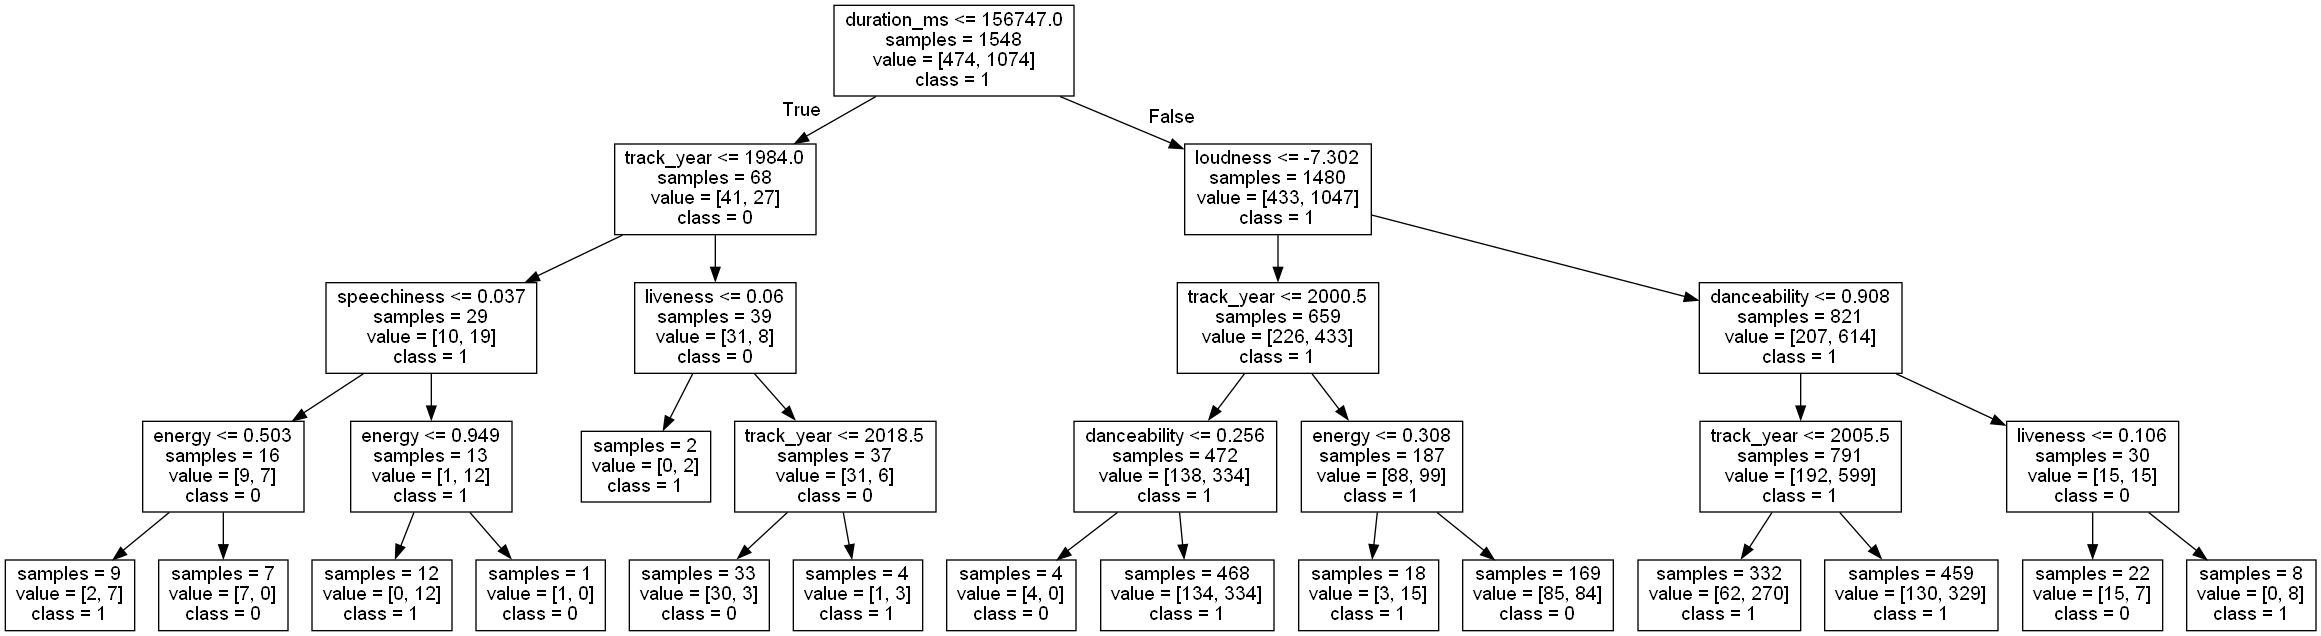 duration_ms <= 156747.0
samples = 1548
value = [474, 1074]
class = 1
True
False
track_year <= 1984.0
samples = 68
value = [41, 27]
class = 0
loudness <= -7.302
samples = 1480
value = [433, 1047]
class = 1
speechiness <= 0.037
samples = 29
value = [10, 19]
class = 1
liveness <= 0.06
samples = 39
value = [31, 8]
class = 0
track_year <= 2000.5
samples = 659
value = [226, 433]
class = 1
danceability <= 0.908
samples = 821
value = [207, 614]
class = 1
energy <= 0.503
samples = 16
value = [9, 7]
class = 0
energy <= 0.949
samples = 13
value = [1, 12]
class = 1
samples = 2
value = [0, 2]
class = 1
track_year <= 2018.5
samples = 37
value = [31, 6]
class = 0
danceability <= 0.256
samples = 472
value = [138, 334]
class = 1
energy <= 0.308
samples = 187
value = [88, 99]
class = 1
track_year <= 2005.5
samples = 791
value = [192, 599]
class = 1
liveness <= 0.106
samples = 30
value = [15, 15]
class = 0
samples = 9
value = [2, 7]
class = 1
samples = 7
value = [7, 0]
class = 0
samples = 12
value = [0, 12]
class = 1
samples = 1
value = [1, 0]
class = 0
samples = 33
value = [30, 3]
class = 0
samples = 4
value = [1, 3]
class = 1
samples = 4
value = [4, 0]
class = 0
samples = 468
value = [134, 334]
class = 1
samples = 18
value = [3, 15]
class = 1
samples = 169
value = [85, 84]
class = 0
samples = 332
value = [62, 270]
class = 1
samples = 459
value = [130, 329]
class = 1
samples = 22
value = [15, 7]
class = 0
samples = 8
value = [0, 8]
class = 1